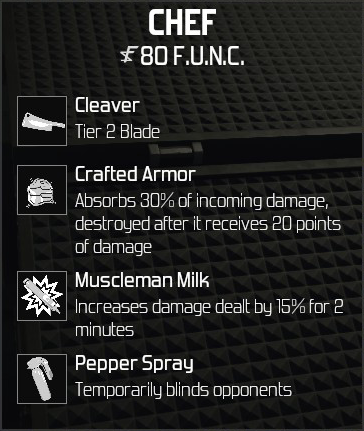 CHEF
₣80 F.U.N.C.
Cleaver
Tier 2 Blade
Crafted Armor
Absorbs 30% of incoming damage,
destroyed after it receives 20 points
of damage
Muscleman Milk
Increases damage dealt by 15% for 2
minutes
Pepper Spray
Temporarily blinds opponents